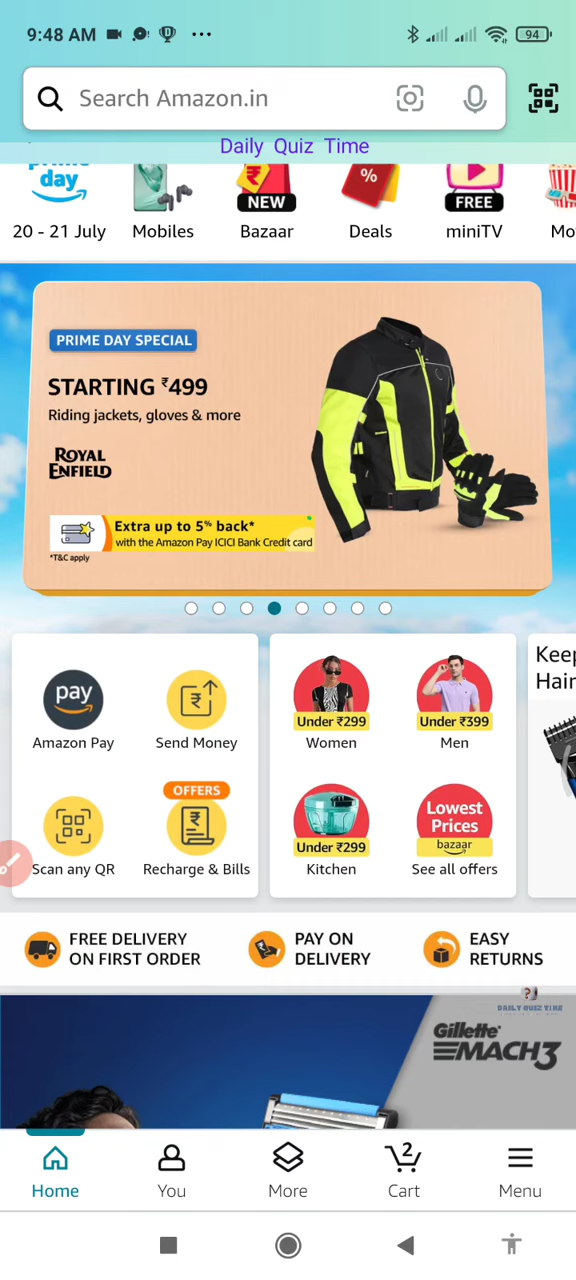 9:48 AM
94
Search Amazon.in
Daily Quiz Time
prime
day
20 - 21 July
Mobiles
NEW
Bazaar
%
Deals
FREE
miniTV
Mo
PRIME DAY SPECIAL
STARTING ₹499
Riding jackets, gloves & more
ROYAL
ENFIELD
Extra up to 5% back*
with the Amazon Pay ICICI Bank Credit card
*T&C apply
pay
Amazon Pay
Send Money
Scan any QR
OFFERS
Recharge & Bills
Under ₹299
Women
Under ₹399
Men
Under ₹299
Kitchen
Lowest
Prices
bazaar
See all offers
Keep
Hair
FREE DELIVERY
ON FIRST ORDER
PAY ON
DELIVERY
EASY
RETURNS
DAILY QUIZ TIME
Gillette
MACH3
Home
You
More
2
Cart
Menu